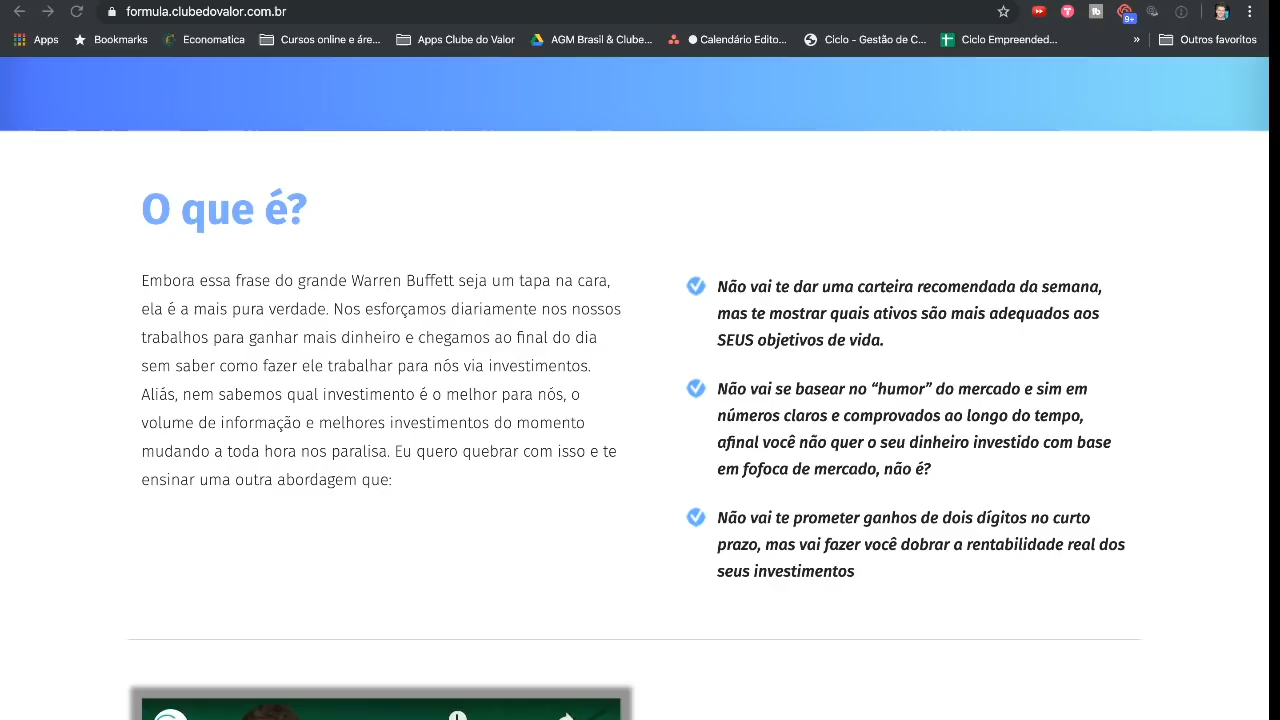 formula.clubedovalor.com.br
9+
Apps
Bookmarks
Economatica
Cursos online e áre...
Apps Clube do Valor
AGM Brasil & Clube...
Calendário Edito...
Ciclo - Gestão de C...
Ciclo Empreended...
»
Outros favoritos
O que é?
Embora essa frase do grande Warren Buffett seja um tapa na cara,
ela é a mais pura verdade. Nos esforçamos diariamente nos nossos
trabalhos para ganhar mais dinheiro e chegamos ao final do dia
sem saber como fazer ele trabalhar para nós via investimentos.
Aliás, nem sabemos qual investimento é o melhor para nós, o
volume de informação e melhores investimentos do momento
mudando a toda hora nos paralisa. Eu quero quebrar com isso e te
ensinar uma outra abordagem que:
Não vai te dar uma carteira recomendada da semana,
mas te mostrar quais ativos são mais adequados aos
SEUS objetivos de vida.
Não vai se basear no “humor” do mercado e sim em
números claros e comprovados ao longo do tempo,
afinal você não quer o seu dinheiro investido com base
em fofoca de mercado, não é?
Não vai te prometer ganhos de dois dígitos no curto
prazo, mas vai fazer você dobrar a rentabilidade real dos
seus investimentos